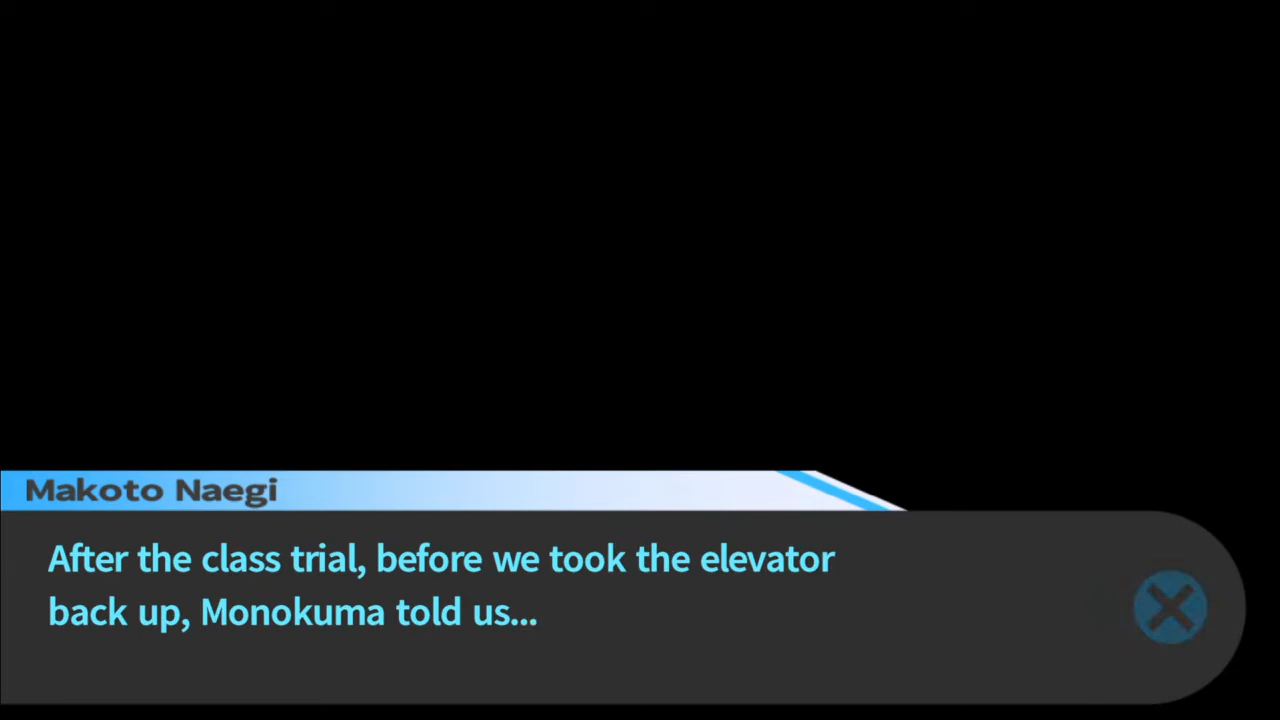 Makoto Naegi
After the class trial, before we took the elevator
back up, Monokuma told us...